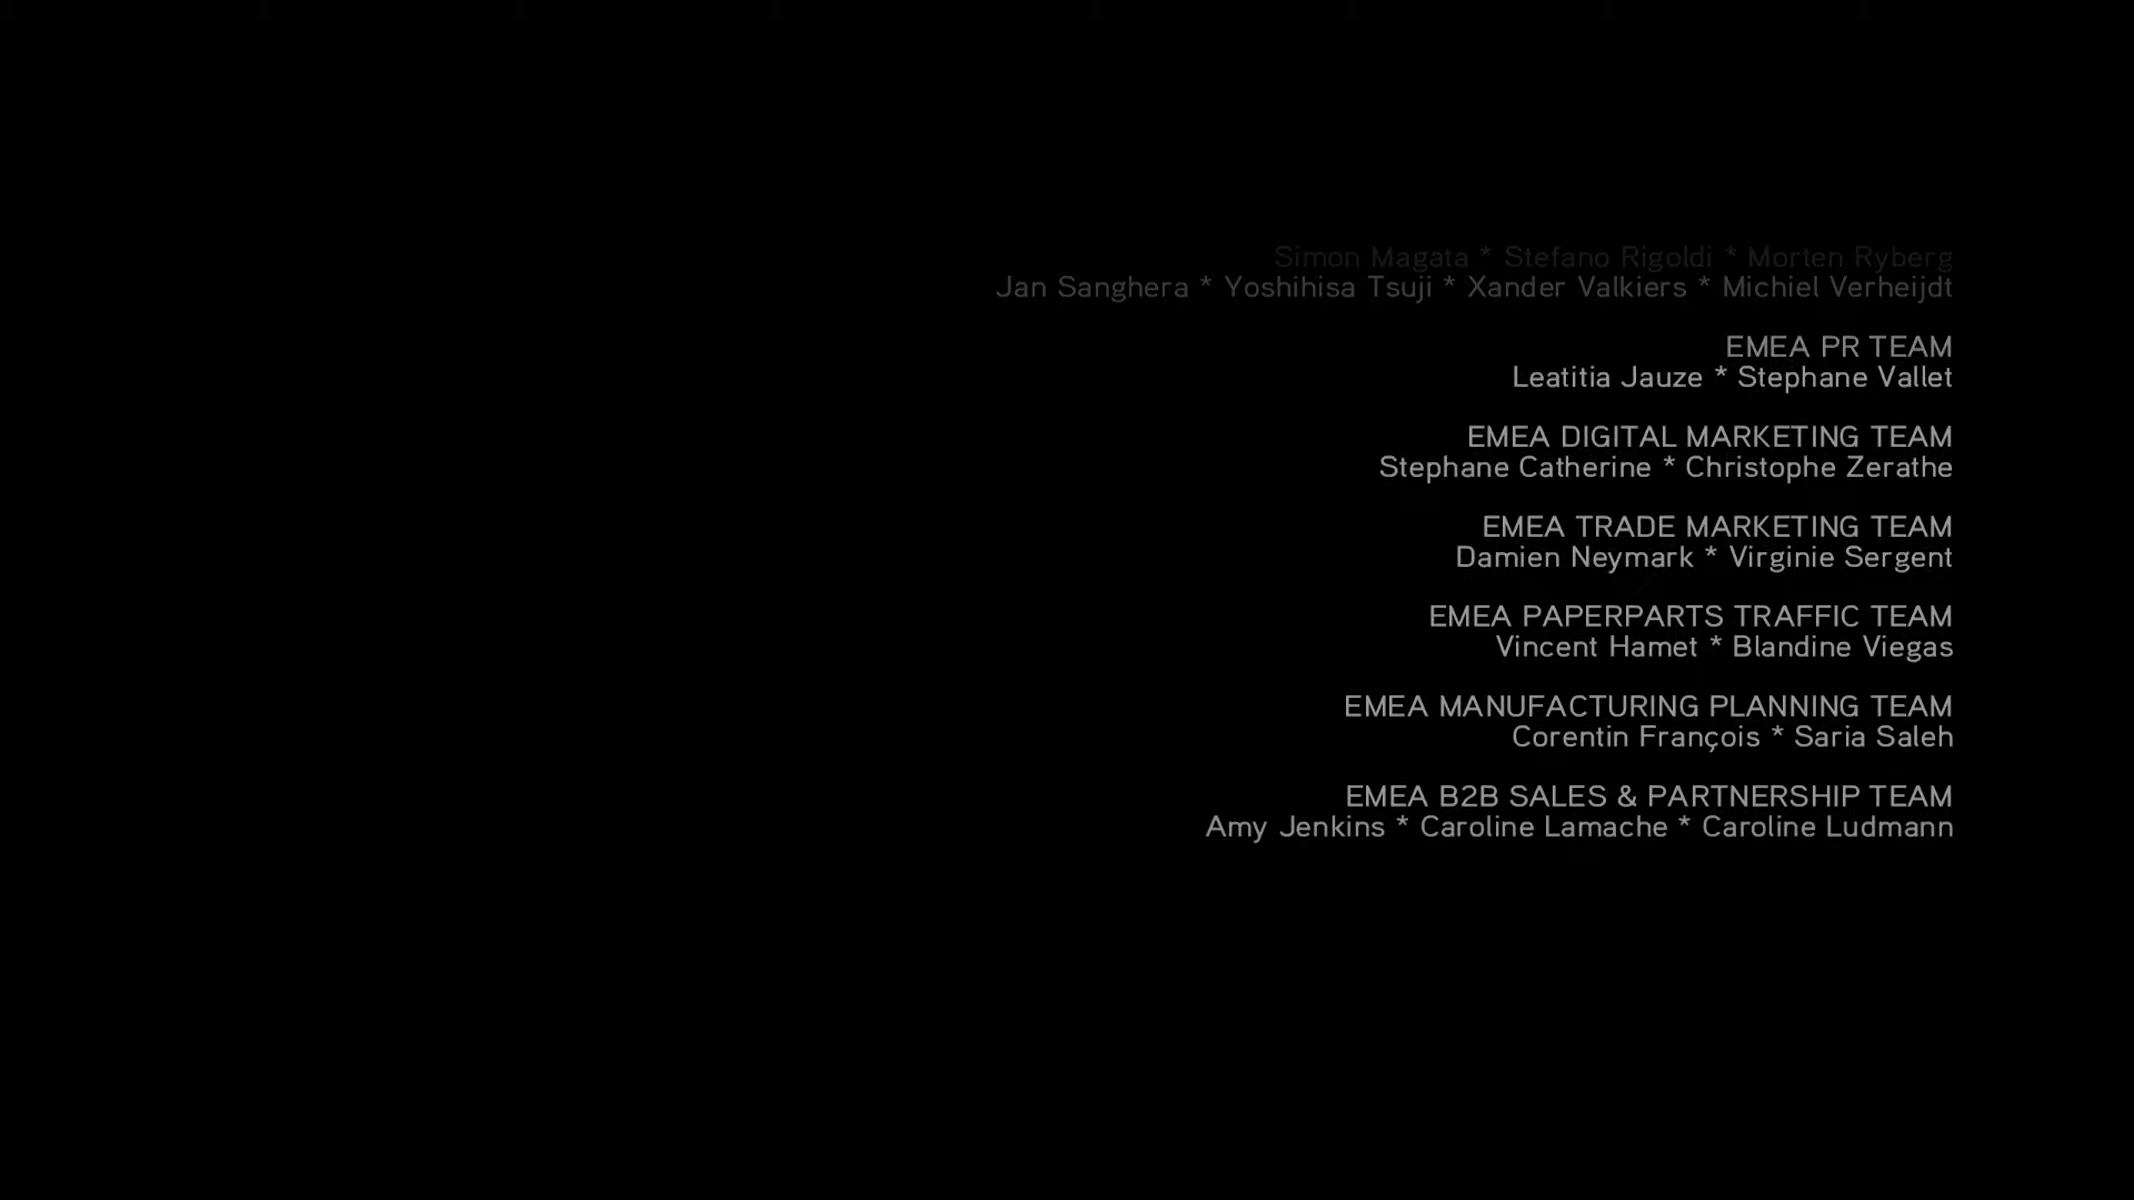 Simon Magata * Stefano Rigoldi * Morten Ryberg
Jan Sanghera * Yoshihisa Tsuji * Xander Valkiers * Michiel Verheijdt
EMEA PR TEAM
Leatitia Jauze * Stephane Vallet
EMEA DIGITAL MARKETING TEAM
Stephane Catherine * Christophe Zerathe
EMEA TRADE MARKETING TEAM
Damien Neymark * Virginie Sergent
EMEA PAPERPARTS TRAFFIC TEAM
Vincent Hamet * Blandine Viegas
EMEA MANUFACTURING PLANNING TEAM
Corentin François * Saria Saleh
EMEA B2B SALES & PARTNERSHIP TEAM
Amy Jenkins * Caroline Lamache * Caroline Ludmann